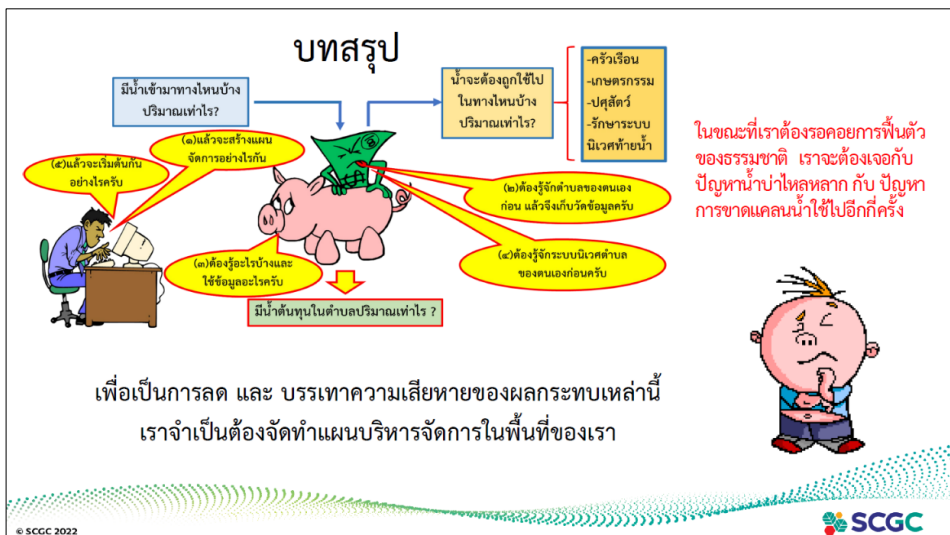 บทสรุป
มีน้ำเข้ามาทางไหนบ้าง
ปริมาณเท่าไร?
น้ำจะต้องถูกใช้ไป
ในทางไหนบ้าง
ปริมาณเท่าไร?
-ครัวเรือน
-เกษตรกรรม
-ปศุสัตว์
-รักษาระบบ
นิเวศท้ายน้ำ
(๑)แล้วจะสร้างแผน
จัดการอย่างไรกัน
(๕)แล้วจะเริ่มต้นกัน
อย่างไรครับ
(๒)ต้องรู้จักตำบลของตนเอง
ก่อน แล้วจึงเก็บวัดข้อมูลครับ
(๓)ต้องรู้อะไรบ้างและ
ใช้ข้อมูลอะไรครับ
(๔)ต้องรู้จักระบบนิเวศตำบล
ของตนเองก่อนครับ
มีน้ำต้นทุนในตำบลปริมาณเท่าไร ?
ในขณะที่เราต้องรอคอยการฟื้นตัว
ของธรรมชาติ เราจะต้องเจอกับ
ปัญหาน้ำบ่าไหลหลาก กับ ปัญหา
การขาดแคลนน้ำใช้ไปอีกกี่ครั้ง
เพื่อเป็นการลด และ บรรเทาความเสียหายของผลกระทบเหล่านี้
เราจำเป็นต้องจัดทำแผนบริหารจัดการในพื้นที่ของเรา
© SCGC 2022
SCGC